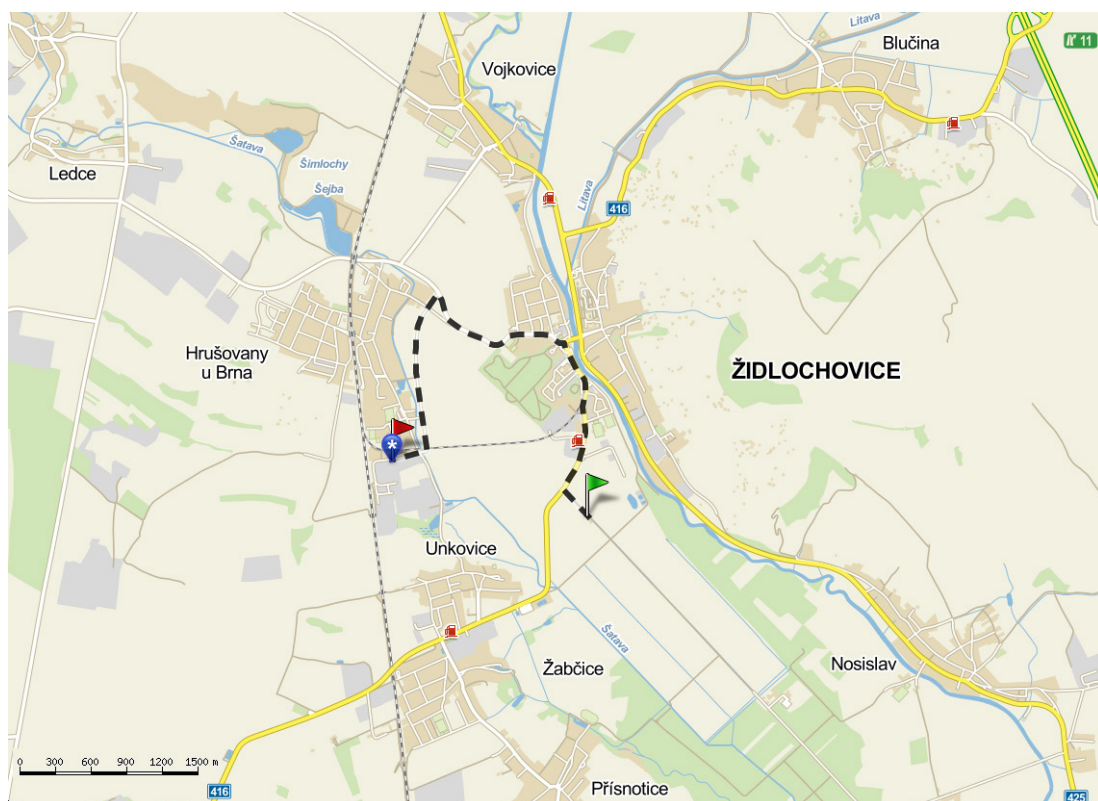 Litava
Blučina
11
Vojkovice
Šatava
Šimlochy
Šejba
Ledce
Litava
416
Hrušovany
u Brna
ŽIDLOCHOVICE
*
Unkovice
Šatava
Žabčice
Nosislav
0 300 600 900 1200 1500 m
416
Přísnotice
425